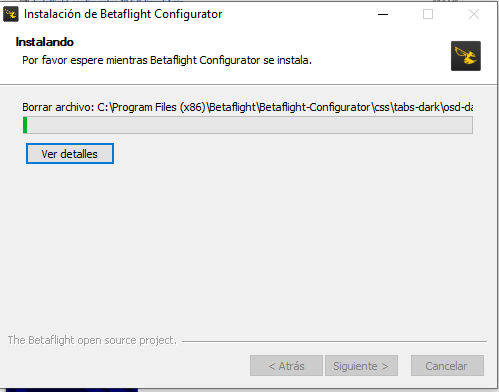 Instalación de Betaflight Configurator
Instalando
Por favor espere mientras Betaflight Configurator se instala.
Borrar archivo: C:\Program Files (x86)\Betaflight\Betaflight-Configurator\css\tabs-dark\osd-da
Ver detalles
The Betaflight open source project.
< Atrás
Siguiente >
Cancelar